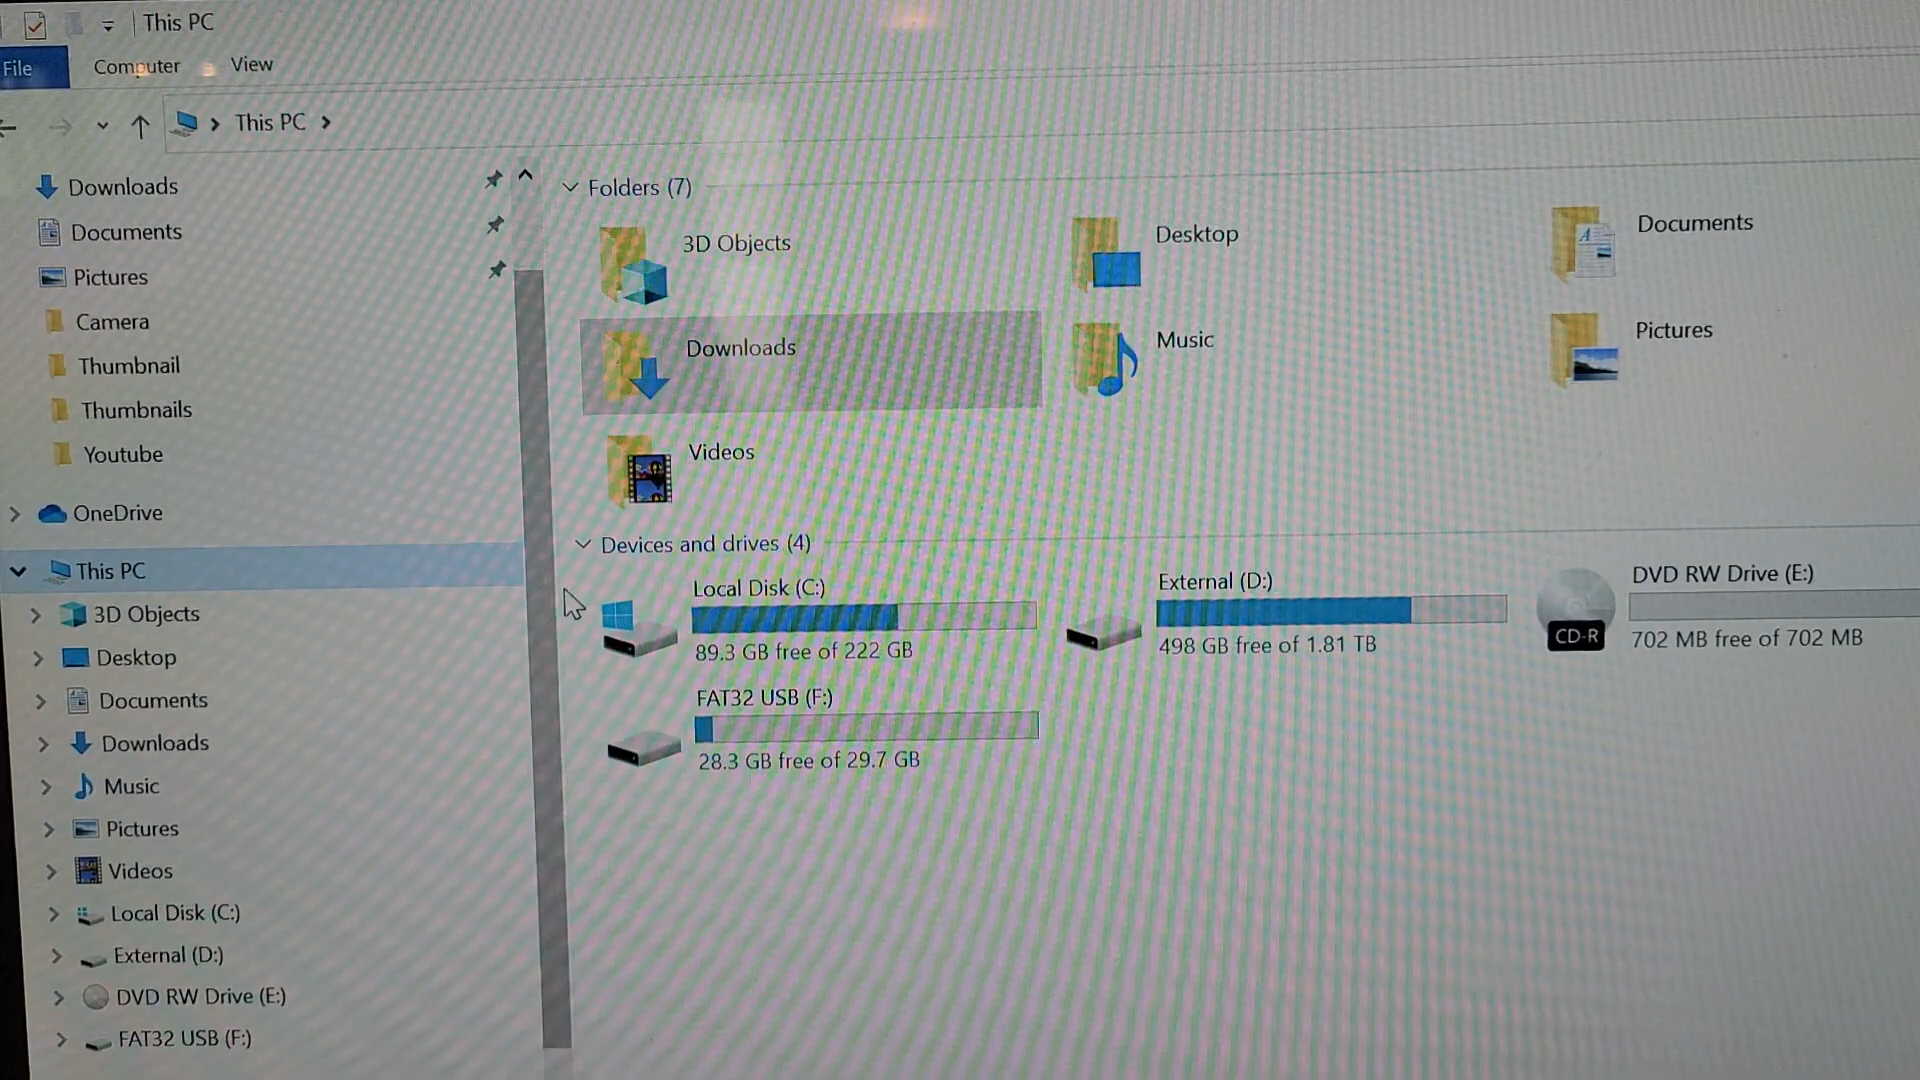 This PC
File
Computer
View
This PC
Downloads
Documents
Pictures
Camera
Thumbnail
Thumbnails
Youtube
OneDrive
This PC
3D Objects
Desktop
Documents
Downloads
Music
Pictures
Videos
Local Disk (C:)
External (D:)
DVD RW Drive (E:)
FAT32 USB (F:)
Folders (7)
3D Objects
Desktop
Documents
Downloads
Music
Pictures
Videos
Devices and drives (4)
Local Disk (C:)
89.3 GB free of 222 GB
External (D:)
498 GB free of 1.81 TB
DVD RW Drive (E:)
CD-R
702 MB free of 702 MB
FAT32 USB (F:)
28.3 GB free of 29.7 GB